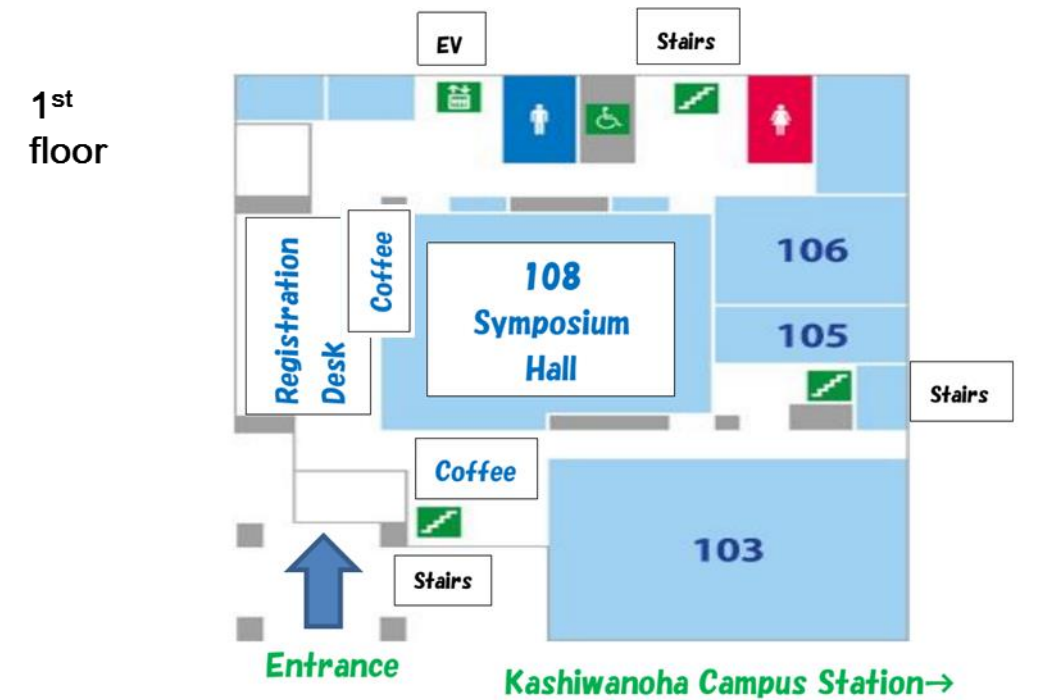 EV
Stairs
1st
floor
Registration
Desk
Coffee
108
Symposium
Hall
106
105
Stairs
Coffee
103
Stairs
Entrance
Kashiwanoha Campus Station→